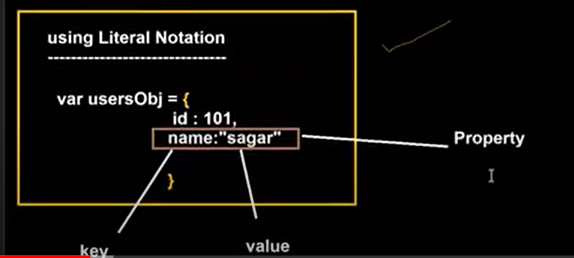 using Literal Notation
-------------------------------
var usersObj = {
id : 101,
name:"sagar"
Property
}
key
value